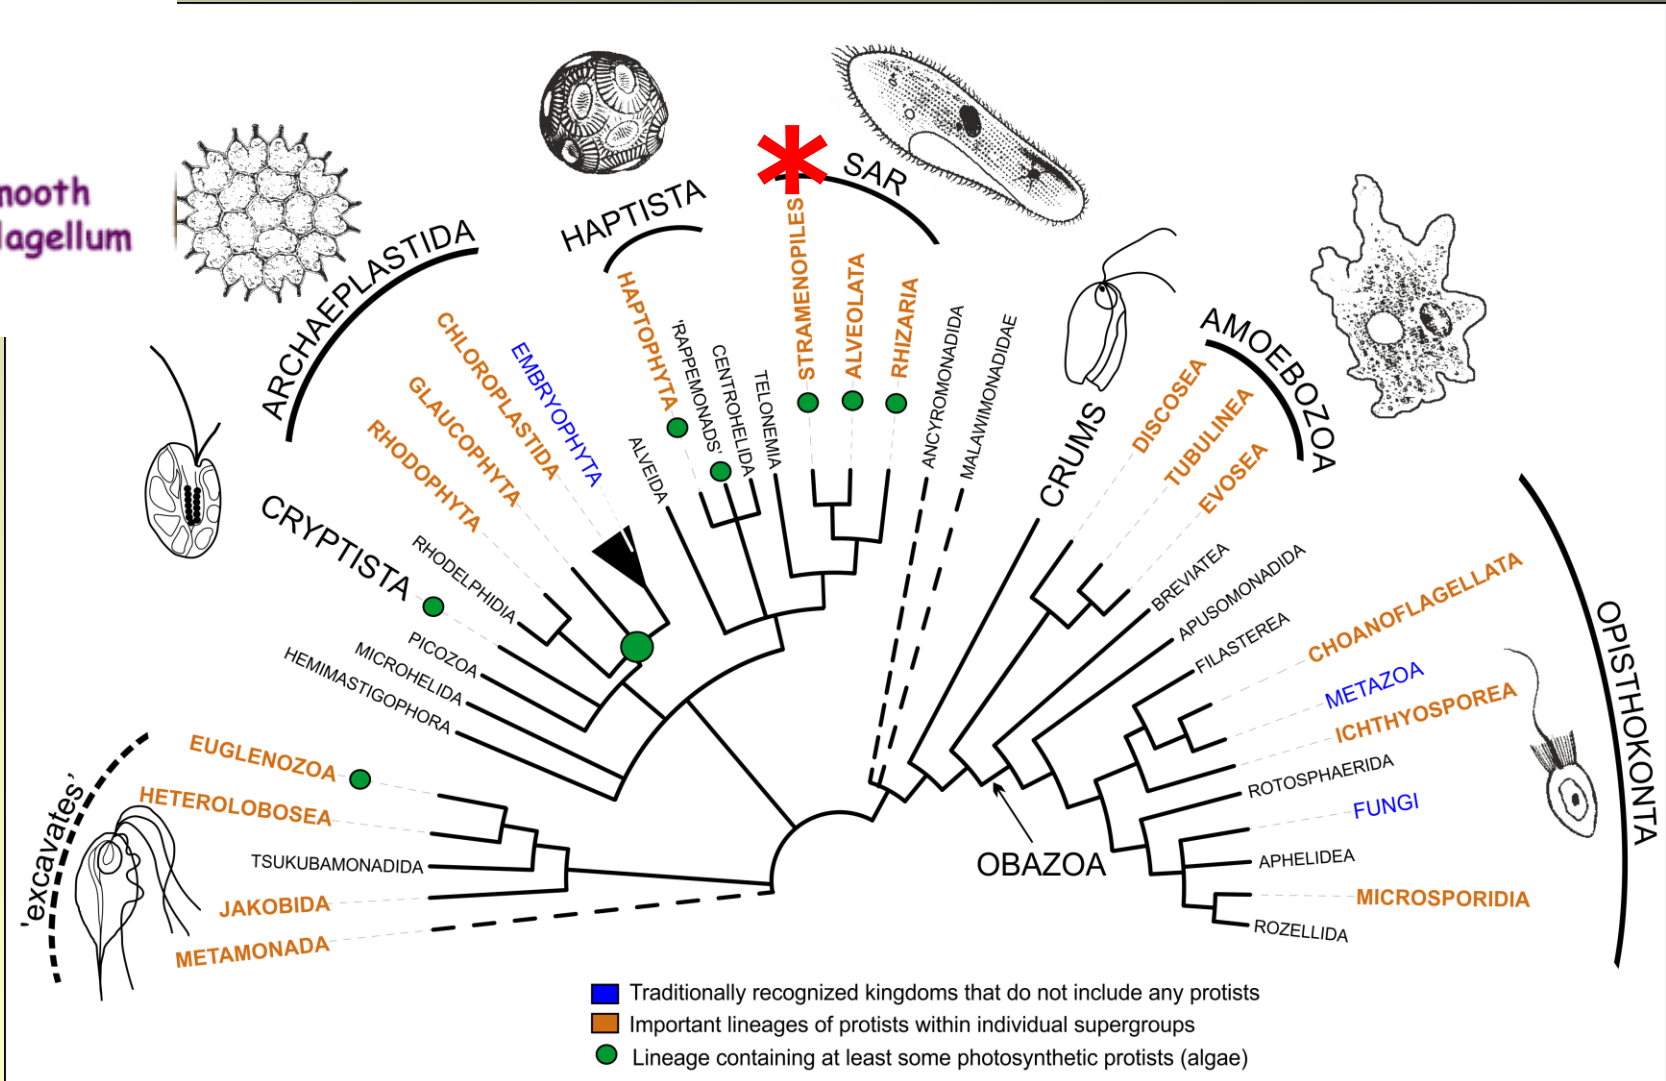 nooth
lagellum
ARCHAEPLASTIDA
HAPTISTA
SAR
CRUMS
AMOEBOZOA
OPISTHOKONTA
OBAZOA
CRYPTISTA
'excavates'
METAMONADA
JAKOBIDA
TSUKUBAMONADIDA
HETEROLOBOSEA
EUGLENOZOA
HEMIMASTIGOPHORA
MICROHELIDA
PICOZOA
RHODELPHIDIA
RHODOPHYTA
GLAUCOPHYTA
CHLOROPLASTIDA
EMBRYOPHYTA
ALVEIDA
HAPTOPHYTA
'RAPPEMONADS'
CENTROHELIDA
TELONEMIA
STRAMENOPILES
ALVEOLATA
RHIZARIA
ANCYROMONADIDA
MALAWIMONADIDAE
DISCOSEA
TUBULINEA
EVOSEA
BREVIATEA
APUSOMONADIDA
FILASTEREA
CHOANOFLAGELLATA
METAZOA
ICHTHYOSPOREA
ROTOSPHAERIDA
FUNGI
APHELIDEA
MICROSPORIDIA
ROZELLIDA
Traditionally recognized kingdoms that do not include any protists
Important lineages of protists within individual supergroups
Lineage containing at least some photosynthetic protists (algae)